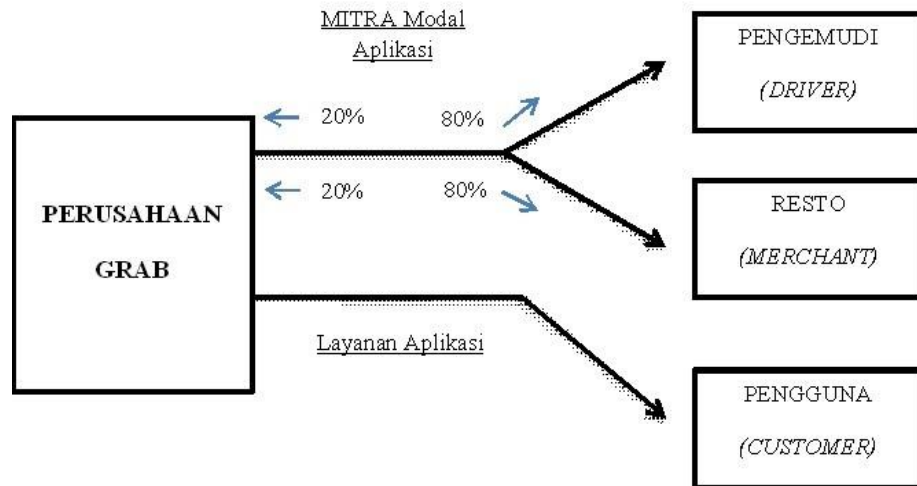 MITRA Modal
Aplikasi
PENGEMUDI
(DRIVER)
20% 80%
20% 80%
PERUSAHAAN
GRAB
RESTO
(MERCHANT)
Layanan Aplikasi
PENGGUNA
(CUSTOMER)